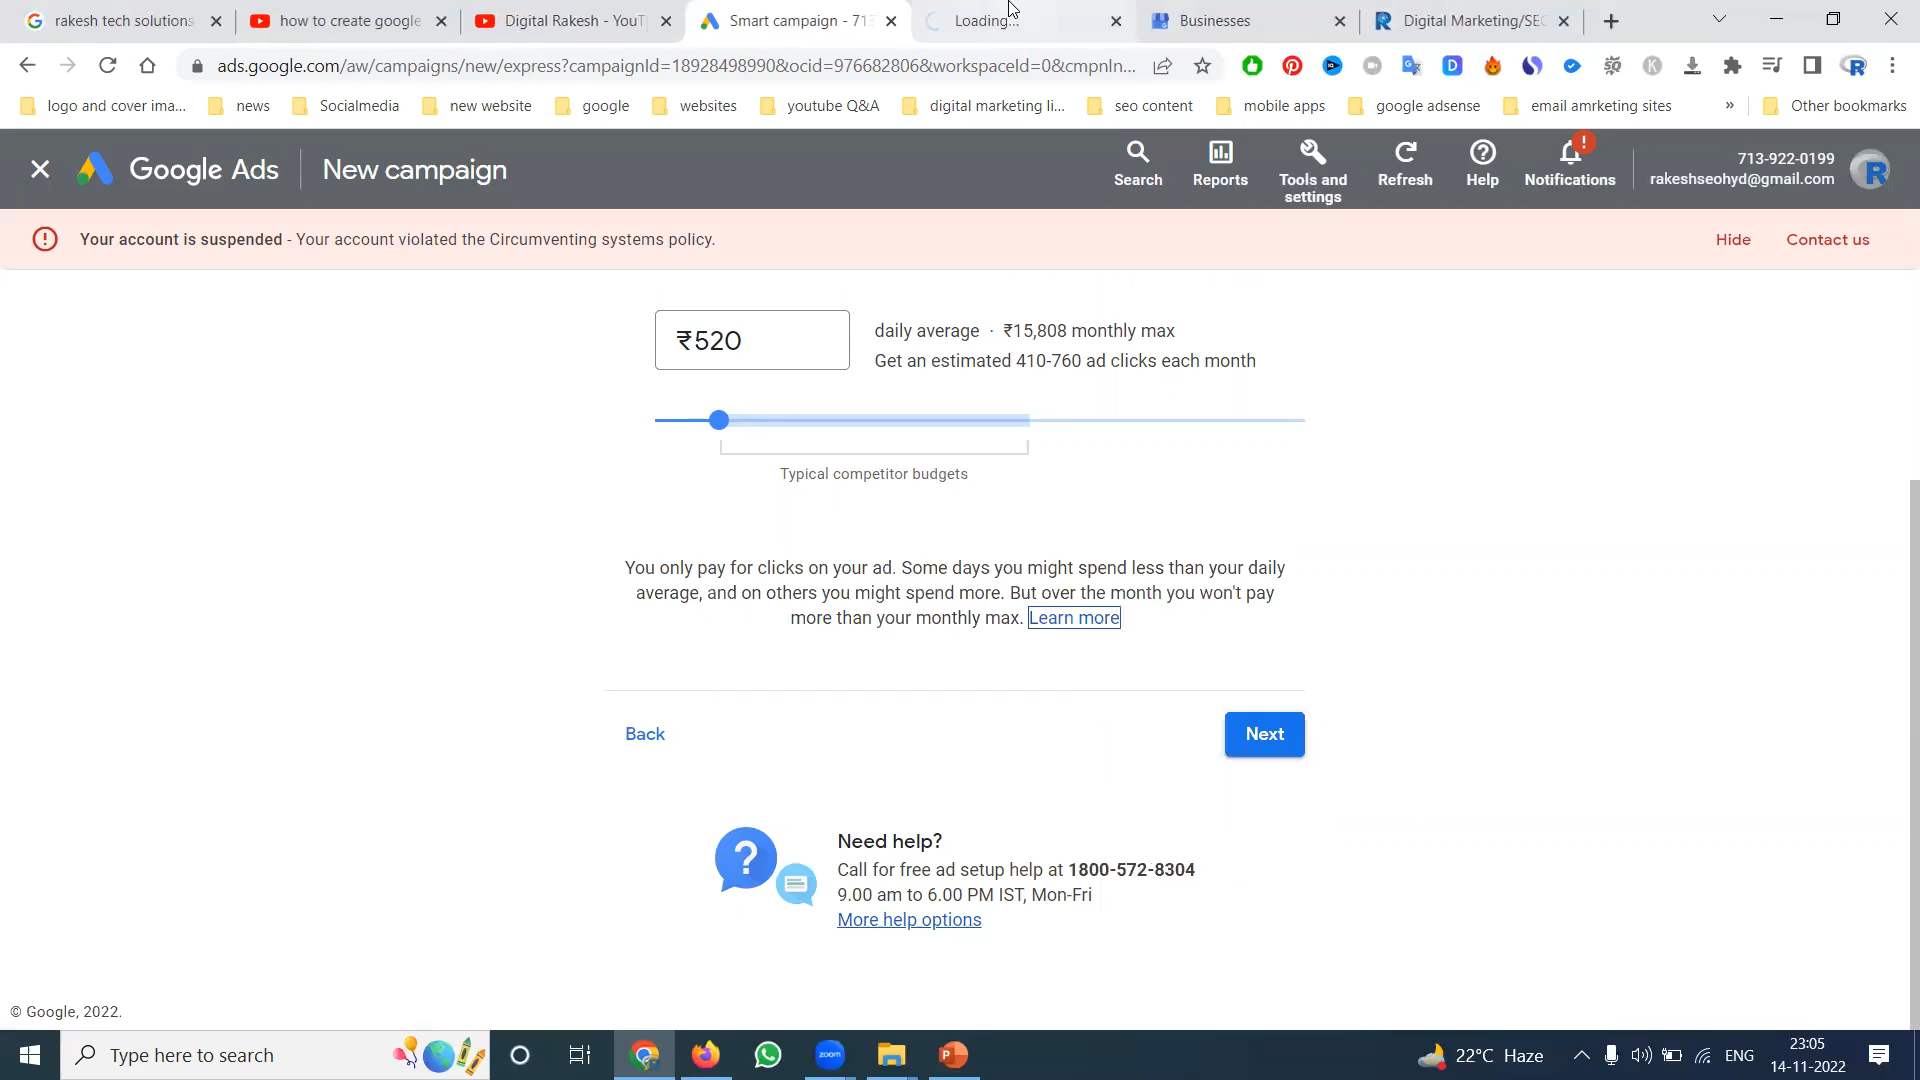 rakesh tech solutions
how to create google
Digital Rakesh - YouT
Smart campaign - 713
Loading...
Businesses
Digital Marketing/SEO
ads.google.com/aw/campaigns/new/express?campaignId=18928498990&ocid=976682806&workspaceId=0&cmpnIn...
logo and cover ima...
news
Socialmedia
new website
google
websites
youtube Q&A
digital marketing li...
seo content
mobile apps
google adsense
email amrketing sites
»
Other bookmarks
Google Ads
New campaign
Search
Reports
Tools and
settings
Refresh
Help
Notifications
713-922-0199
rakeshseohyd@gmail.com
Your account is suspended - Your account violated the Circumventing systems policy.
Hide
Contact us
₹520
daily average · ₹15,808 monthly max
Get an estimated 410-760 ad clicks each month
Typical competitor budgets
You only pay for clicks on your ad. Some days you might spend less than your daily
average, and on others you might spend more. But over the month you won't pay
more than your monthly max. Learn more
Back
Next
Need help?
Call for free ad setup help at 1800-572-8304
9.00 am to 6.00 PM IST, Mon-Fri
More help options
© Google, 2022.
Type here to search
zoom
22°C Haze
ENG
23:05
14-11-2022